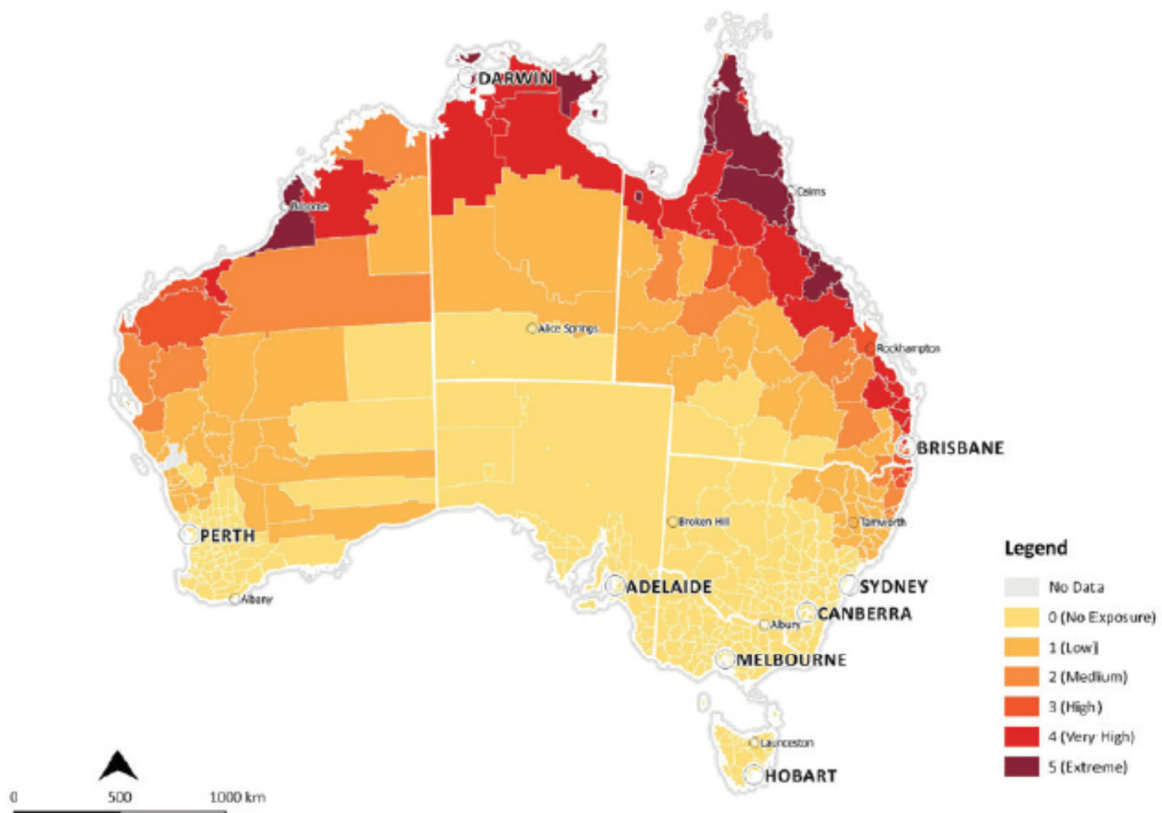 DARWIN
Broome
Cairns
Alice Springs
Rockhampton
BRISBANE
Broken Hill
Tamworth
PERTH
Albany
ADELAIDE
SYDNEY
CANBERRA
Albury
MELBOURNE
Launceston
HOBART
Legend
No Data
0 (No Exposure)
1 (Low)
2 (Medium)
3 (High)
4 (Very High)
5 (Extreme)
0 500 1000 km